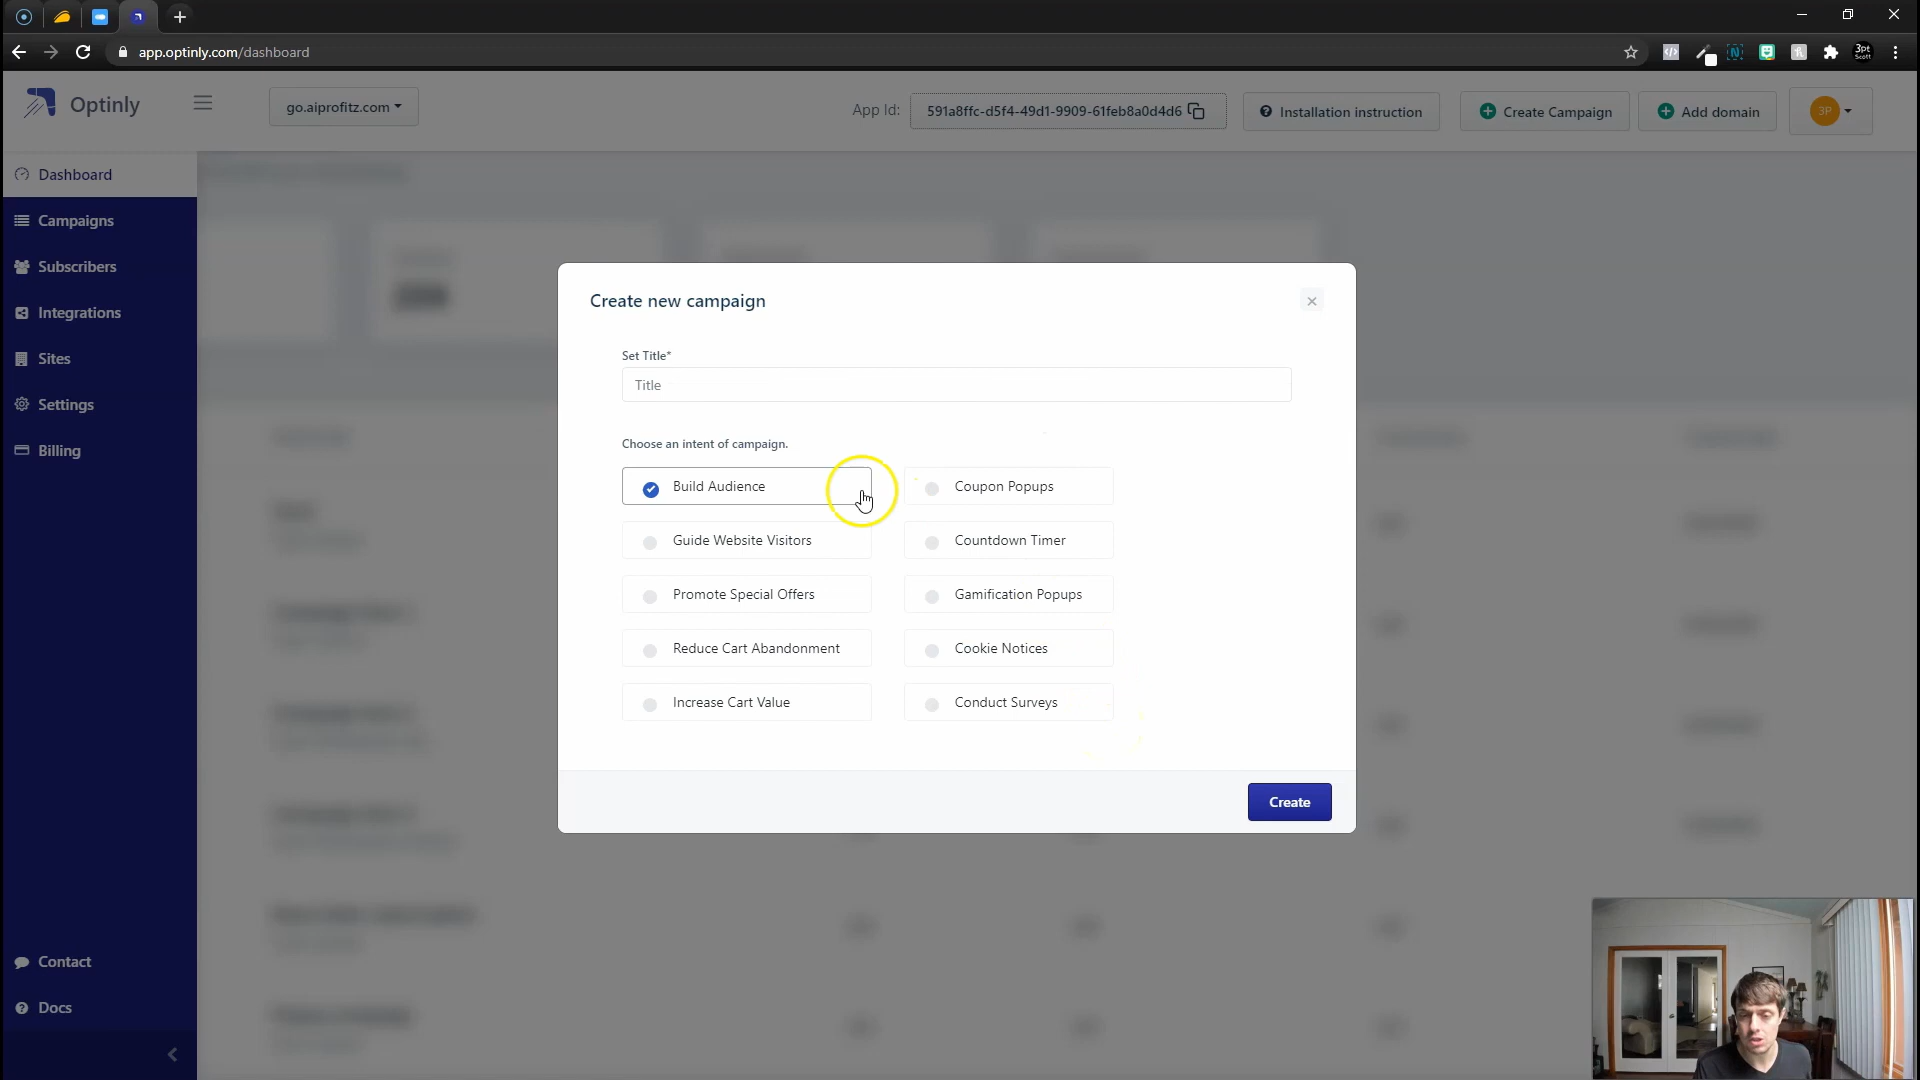 app.optinly.com/dashboard
3pt
Scott
Optinly
go.aiprofitz.com
App Id:
591a8ffc-d5f4-49d1-9909-61feb8a0d4d6
Installation instruction
Create Campaign
Add domain
3P
Dashboard
Campaigns
Subscribers
Integrations
Sites
Settings
Billing
Contact
Docs
Create new campaign
×
Set Title*
Title
Choose an intent of campaign.
Build Audience
Coupon Popups
Guide Website Visitors
Countdown Timer
Promote Special Offers
Gamification Popups
Reduce Cart Abandonment
Cookie Notices
Increase Cart Value
Conduct Surveys
Create